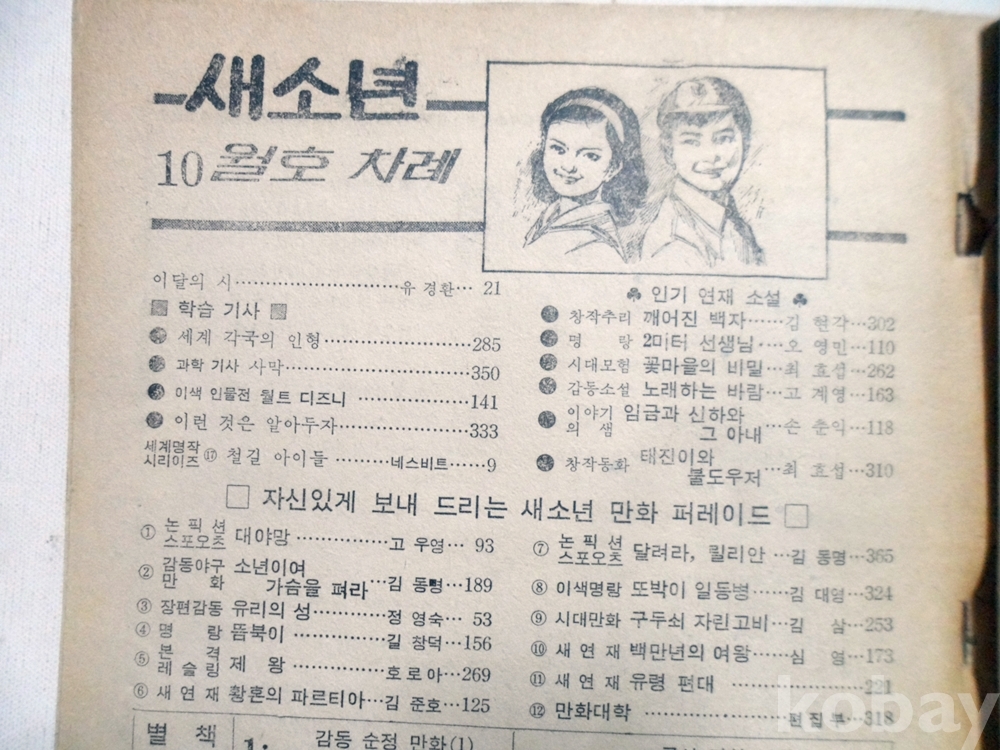 새소년
10 월호 차례
이달의 시 유 경환 21
학습 기사
세계 각국의 인형 285
과학 기사 사막 350
이색 인물전 월트 디즈니 141
이런 것은 알아두자 333
세계명작 시리이즈 ⑰ 철길 아이들 네스비트 9
♣ 인기 연재 소설 ♣
창작추리 깨어진 백자 김 현각 302
명 랑 2미터 선생님 오 영민 110
시대모험 꽃마을의 비밀 최 효섭 262
감동소설 노래하는 바람 고 계영 163
이야기의 샘 임금과 신하와 그 아내 손 춘익 118
창작동화 태진이와 불도우저 최 효섭 310
□ 자신있게 보내 드리는 새소년 만화 퍼레이드 □
① 논픽션 스포오츠 대야망 고 우영 93
② 감동야구 만화 소년이여 가슴을 펴라 김 동명 189
③ 장편감동 유리의 성 정 영숙 53
④ 명 랑 뜸북이 길 창덕 156
⑤ 본격 레슬링 제 왕 호로아 269
⑥ 새 연 재 황혼의 파르티아 김 준호 125
⑦ 논픽션 스포오츠 달려라, 릴리안 김 동명 365
⑧ 이색명랑 또박이 일등병 김 대영 324
⑨ 시대만화 구두쇠 자린고비 김 삼 253
⑩ 새 연 재 백만년의 여왕 심 영 173
⑪ 새 연 재 유령 편대 221
⑫ 만화대학 편집부 318
별 책
감동 순정 만화(1)
kobay